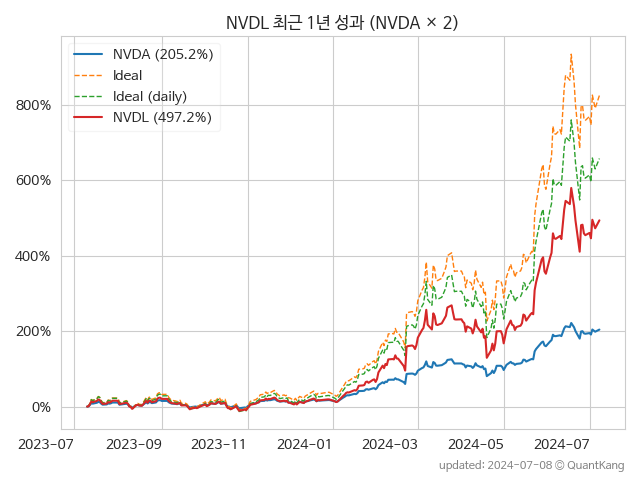 NVDL 최근 1년 성과 (NVDA × 2)
NVDA (205.2%)
Ideal
Ideal (daily)
NVDL (497.2%)
800%
600%
400%
200%
0%
2023-07 2023-09 2023-11 2024-01 2024-03 2024-05 2024-07
updated: 2024-07-08 © QuantKang